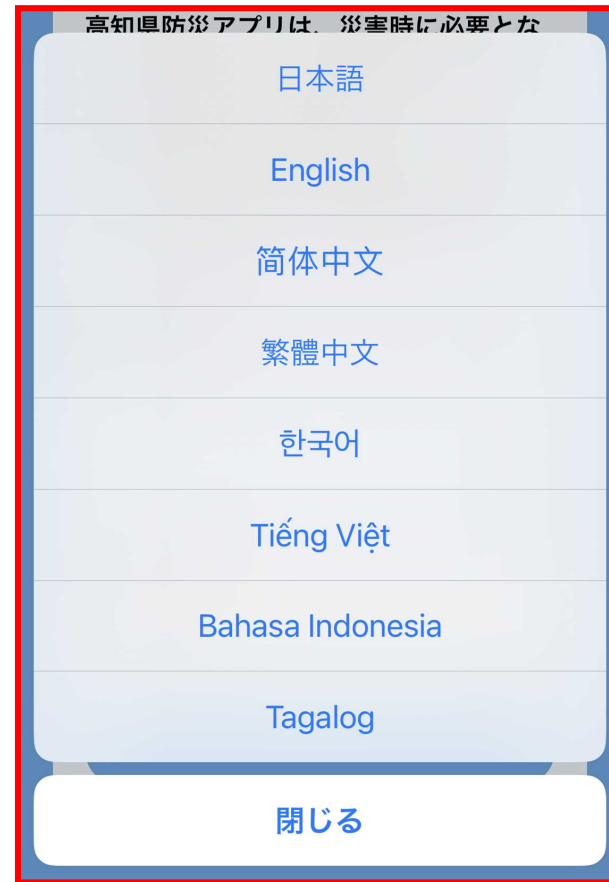 高知県防災アプリは、災害時に必要とな
日本語
English
简体中文
繁體中文
한국어
Tiếng Việt
Bahasa Indonesia
Tagalog
閉じる